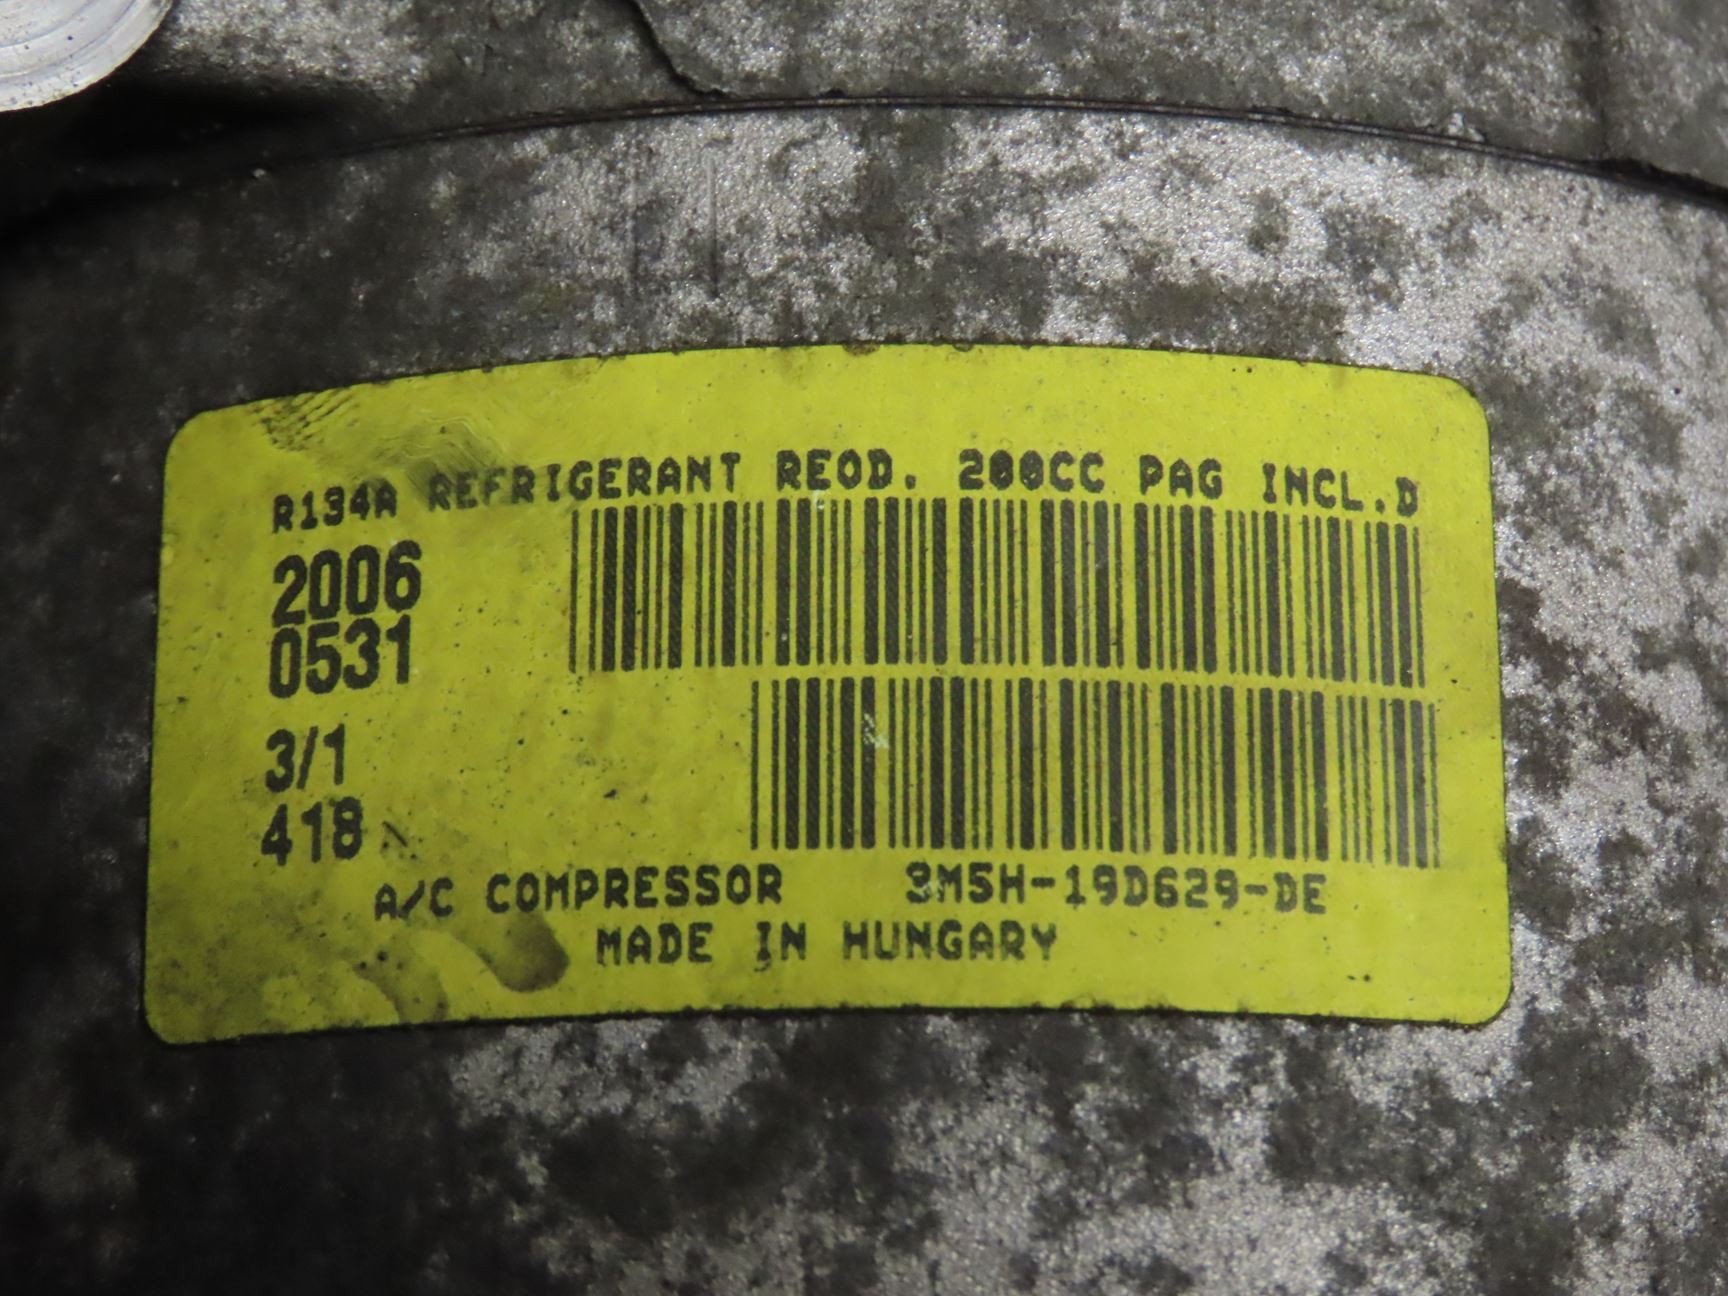 R134A REFRIGERANT REQD. 200CC PAG INCL.D
2006
0531
3/1
418
A/C COMPRESSOR 3M5H-19D629-DE
MADE IN HUNGARY